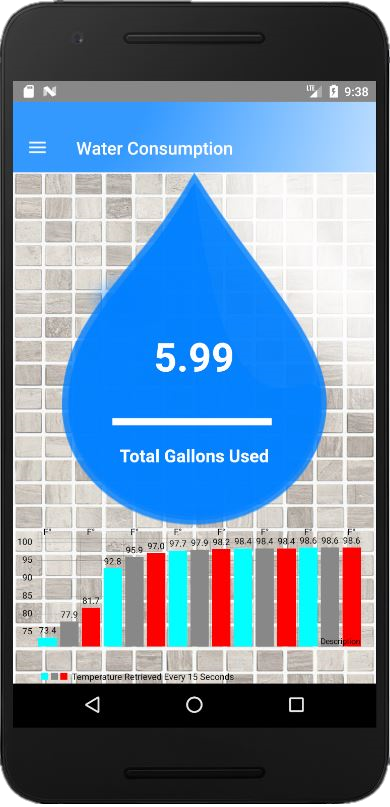 LTE 9:38
Water Consumption
5.99
Total Gallons Used
F° F° F° F° F° F° F° F°
100
95
90
85
80
75
73.4 77.9 81.7 92.8 95.9 97.0 97.7 97.9 98.2 98.4 98.4 98.4 98.6 98.6 98.6
Description
Temperature Retrieved Every 15 Seconds